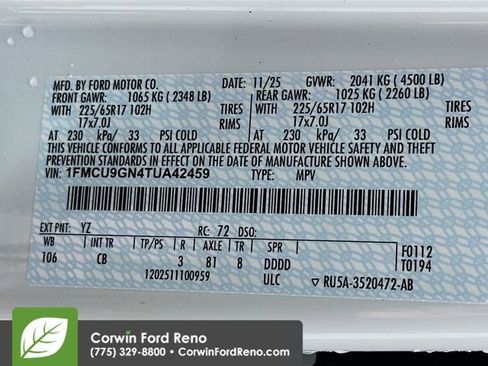 MFD. BY FORD MOTOR CO. DATE: 11/25 GVWR: 2041 KG ( 4500 LB)
FRONT GAWR: 1065 KG ( 2348 LB) REAR GAWR: 1025 KG ( 2260 LB)
WITH 225/65R17 102H TIRES WITH 225/65R17 102H TIRES
17x7.0J RIMS 17x7.0J RIMS
AT 230 kPa/ 33 PSI COLD AT 230 kPa/ 33 PSI COLD
THIS VEHICLE CONFORMS TO ALL APPLICABLE FEDERAL MOTOR VEHICLE SAFETY, BUMPER,
AND THEFT PREVENTION STANDARDS IN EFFECT ON THE DATE OF MANUFACTURE SHOWN ABOVE.
VIN: 1FMCU9GN4TUA42459 TYPE: MPV
EXT PNT: YZ RC: 72 DSO:
WB INT TR TP/PS R AXLE TR SPR F0112
106 CB 3 81 8 DDDD T0194
1202511100959 ULC RU5A-3520472-AB
Corwin Ford Reno
(775) 329-8800 • CorwinFordReno.com